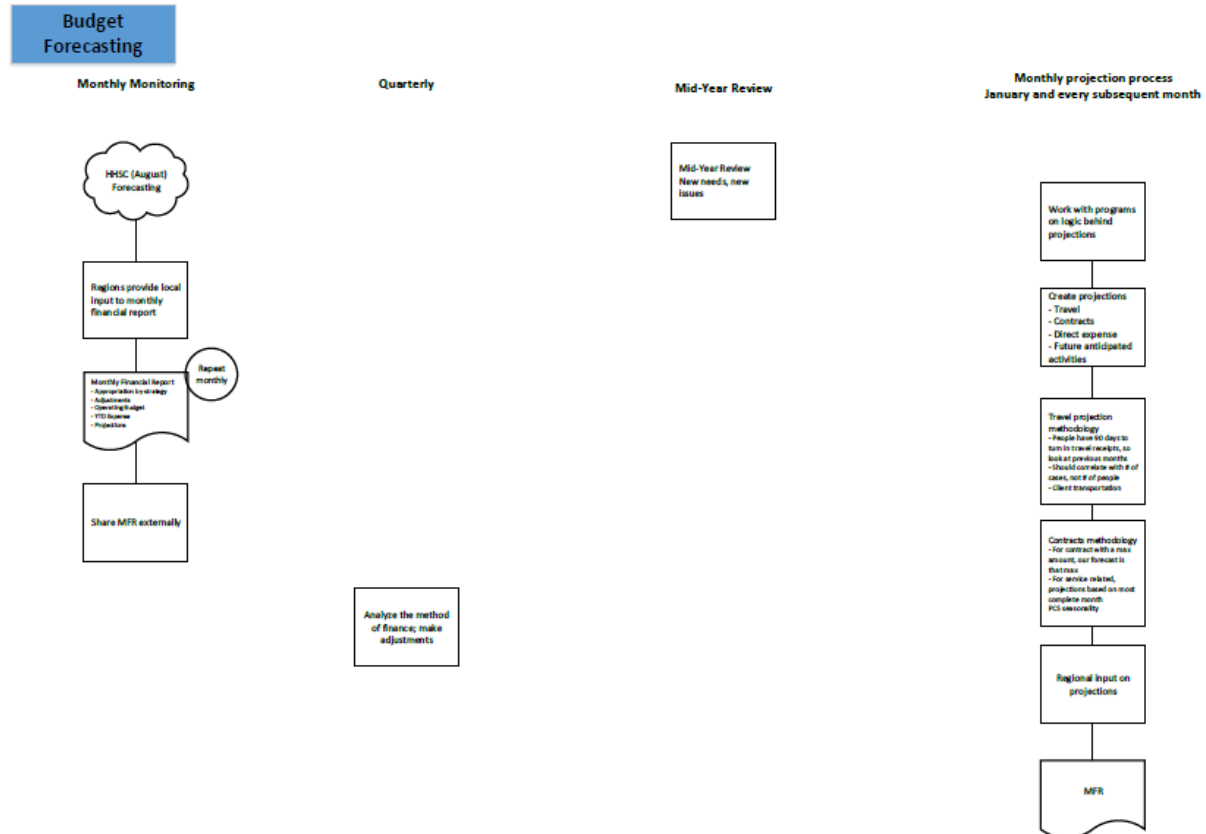 Budget
Forecasting
Monthly Monitoring
Quarterly
Mid-Year Review
Monthly projection process
January and every subsequent month
HHSC (August)
Forecasting
Regions provide local
input to monthly
financial report
Repeat
monthly
Monthly Financial Report
- Appropriation by strategy
- Adjustments
- Operating Budget
- YTD Expense
- Projections
Share MFR externally
Analyze the method
of finance; make
adjustments
Mid-Year Review
New needs, new
issues
Work with programs
on logic behind
projections
Create projections
- Travel
- Contracts
- Direct expense
- Future anticipated
activities
Travel projection
methodology
- People have 90 days to
turn in travel receipts, so
look at previous months
- Should correlate with # of
cases, not # of people
- Client transportation
Contracts methodology
- For contract with a max
amount, our forecast is
that max
- For service related,
projections based on most
complete month
PCS seasonality
Regional input on
projections
MFR